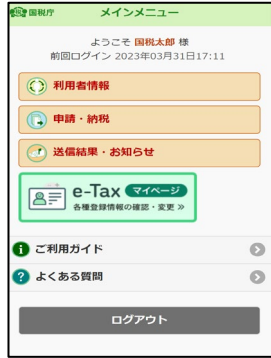 国税庁 メインメニュー
ようこそ 国税太郎 様
前回ログイン 2023年03月31日17:11
利用者情報
申請・納税
送信結果・お知らせ
e-Tax マイページ
各種登録情報の確認・変更 »
ご利用ガイド
よくある質問
ログアウト